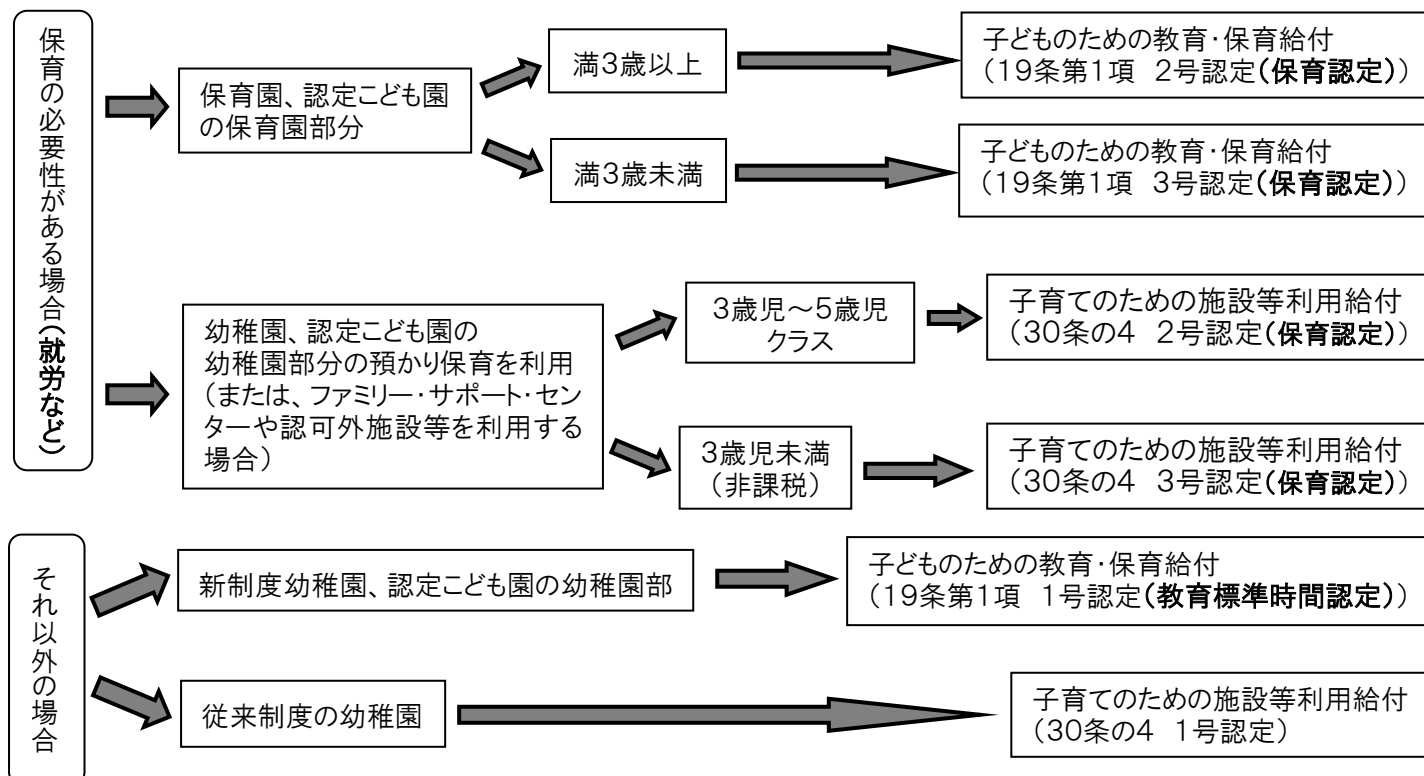 保育の必要性がある場合(就労など)
保育園、認定こども園
の保育園部分
満3歳以上
子どものための教育・保育給付
(19条第1項 2号認定(保育認定))
満3歳未満
子どものための教育・保育給付
(19条第1項 3号認定(保育認定))
幼稚園、認定こども園の
幼稚園部分の預かり保育を利用
(または、ファミリー・サポート・セン
ターや認可外施設等を利用する
場合)
3歳児～5歳児
クラス
子育てのための施設等利用給付
(30条の4 2号認定(保育認定))
3歳児未満
(非課税)
子育てのための施設等利用給付
(30条の4 3号認定(保育認定))
それ以外の場合
新制度幼稚園、認定こども園の幼稚園部
子どものための教育・保育給付
(19条第1項 1号認定(教育標準時間認定))
従来制度の幼稚園
子育てのための施設等利用給付
(30条の4 1号認定)